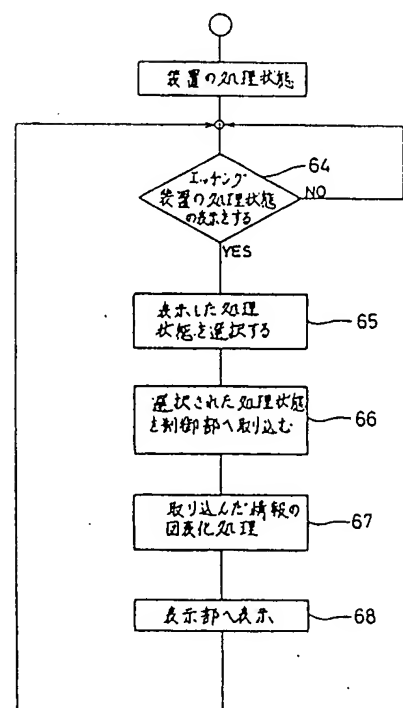 装置の処理状態
64
エッチング
装置の処理状態
の表示をする
NO
YES
表示した処理
状態を選択する
65
選択された処理状態
を制御部へ取り込む
66
取り込んだ情報の
図表化処理
67
表示部へ表示
68